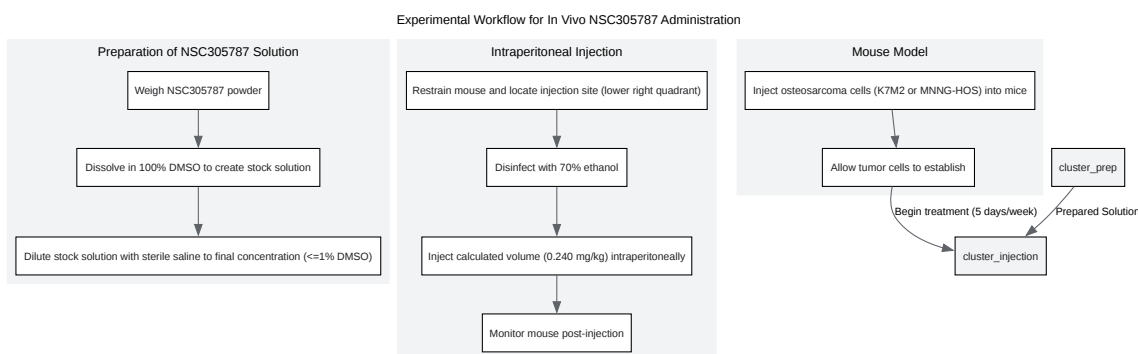 Experimental Workflow for In Vivo NSC305787 Administration
Preparation of NSC305787 Solution
Weigh NSC305787 powder
Dissolve in 100% DMSO to create stock solution
Dilute stock solution with sterile saline to final concentration (<=1% DMSO)
Intraperitoneal Injection
Restrain mouse and locate injection site (lower right quadrant)
Disinfect with 70% ethanol
Inject calculated volume (0.240 mg/kg) intraperitoneally
Monitor mouse post-injection
Mouse Model
Inject osteosarcoma cells (K7M2 or MNNG-HOS) into mice
Allow tumor cells to establish
cluster_prep
Begin treatment (5 days/week)
Prepared Solution
cluster_injection